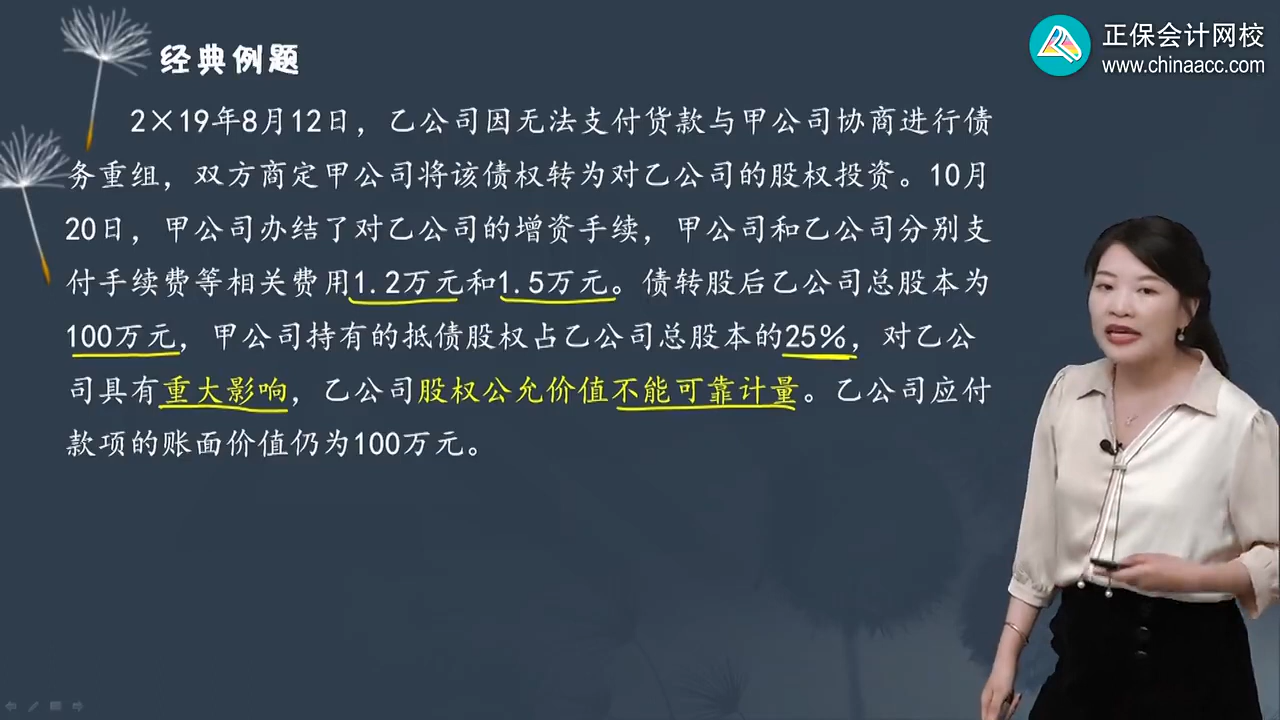 正保会计网校
www.chinaacc.com
经典例题
2×19年8月12日，乙公司因无法支付货款与甲公司协商进行债
务重组，双方商定甲公司将该债权转为对乙公司的股权投资。10月
20日，甲公司办结了对乙公司的增资手续，甲公司和乙公司分别支
付手续费等相关费用1.2万元和1.5万元。债转股后乙公司总股本为
100万元，甲公司持有的抵债股权占乙公司总股本的25%，对乙公
司具有重大影响，乙公司股权公允价值不能可靠计量。乙公司应付
款项的账面价值仍为100万元。